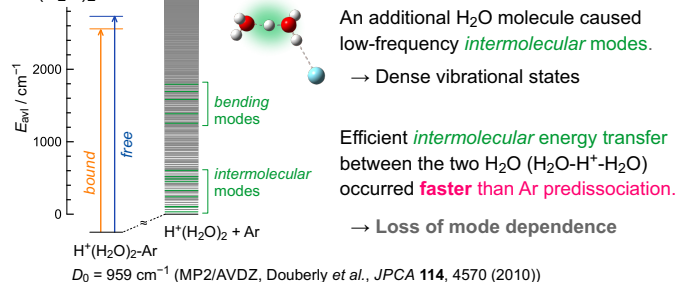 An additional H₂O molecule caused
low-frequency intermolecular modes.
→ Dense vibrational states
Efficient intermolecular energy transfer
between the two H₂O (H₂O-H⁺-H₂O)
occurred faster than Ar predissociation.
→ Loss of mode dependence
Eavl / cm⁻¹
2000
1000
0
bound
free
bending
modes
intermolecular
modes
≈
H⁺(H₂O)₂-Ar
H⁺(H₂O)₂ + Ar
D₀ = 959 cm⁻¹ (MP2/AVDZ, Douberly et al., JPCA 114, 4570 (2010))